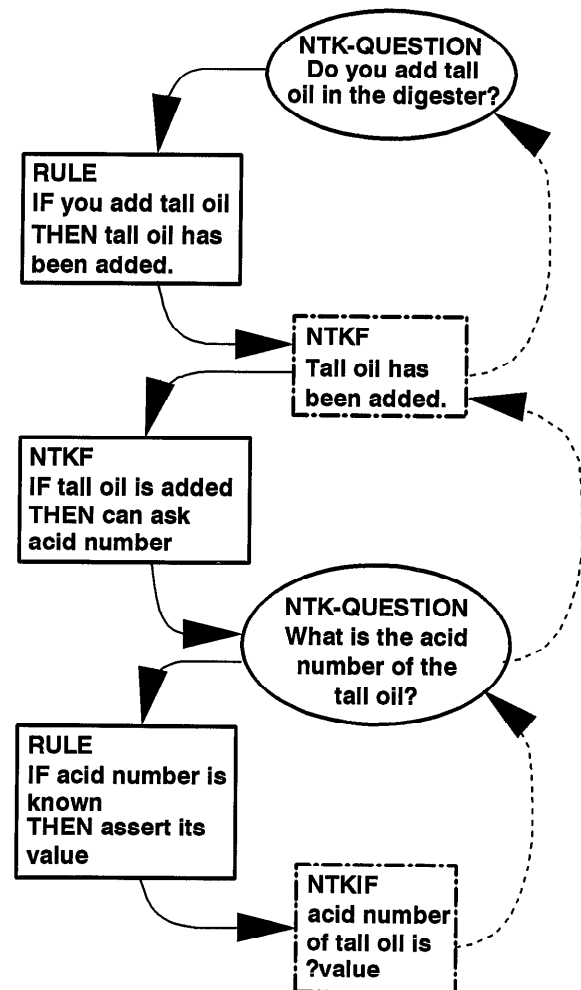 NTK-QUESTION
Do you add tall
oil in the digester?
RULE
IF you add tall oil
THEN tall oil has
been added.
NTKF
Tall oil has
been added.
NTKF
IF tall oil is added
THEN can ask
acid number
NTK-QUESTION
What is the acid
number of the
tall oil?
RULE
IF acid number is
known
THEN assert its
value
NTKIF
acid number
of tall oil is
?value